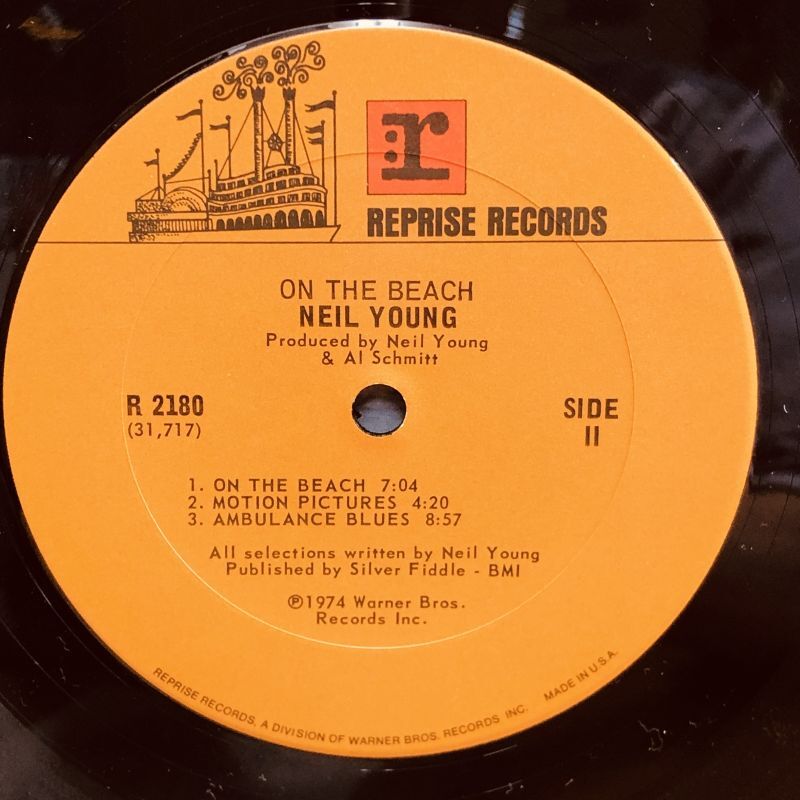 :r
REPRISE RECORDS
ON THE BEACH
NEIL YOUNG
Produced by Neil Young
& Al Schmitt
R 2180
(31,717)
SIDE
II
1. ON THE BEACH 7:04
2. MOTION PICTURES 4:20
3. AMBULANCE BLUES 8:57
All selections written by Neil Young
Published by Silver Fiddle - BMI
℗1974 Warner Bros.
Records Inc.
REPRISE RECORDS, A DIVISION OF WARNER BROS. RECORDS INC. MADE IN U.S.A.